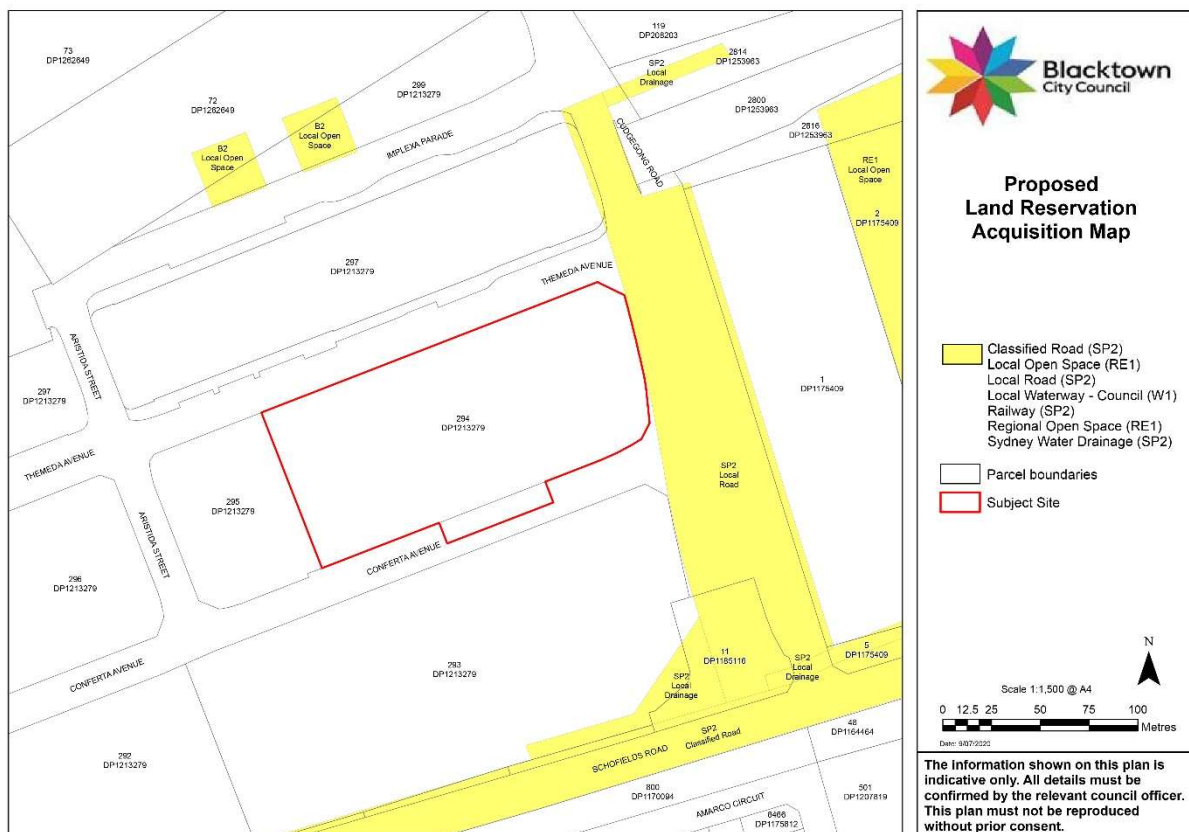 73
DP1262649
72
DP1262649
299
DP1213279
119
DP208203
SP2
Local
Drainage
2814
DP1253963
2800
DP1253963
2816
DP1253963
B2
Local Open
Space
B2
Local Open
Space
IMPLEXA PARADE
CUDGEGONG ROAD
RE1
Local Open
Space
2
DP1175409
297
DP1213279
THEMEDA AVENUE
ARISTIDA STREET
297
DP1213279
1
DP1175409
294
DP1213279
THEMEDA AVENUE
SP2
Local
Road
295
DP1213279
ARISTIDA STREET
CONFERTA AVENUE
296
DP1213279
CONFERTA AVENUE
293
DP1213279
11
DP1185116
SP2
Local
Drainage
SP2
Local
Drainage
5
DP1175409
292
DP1213279
SCHOFIELDS ROAD
SP2
Classified Road
48
DP1164464
800
DP1170094
AMARCO CIRCUIT
501
DP1207819
6466
DP1175812
Blacktown
City Council
Proposed
Land Reservation
Acquisition Map
Classified Road (SP2)
Local Open Space (RE1)
Local Road (SP2)
Local Waterway - Council (W1)
Railway (SP2)
Regional Open Space (RE1)
Sydney Water Drainage (SP2)
Parcel boundaries
Subject Site
N
Scale 1:1,500 @ A4
0 12.5 25 50 75 100
Metres
Date: 9/07/2020
The information shown on this plan is
indicative only. All details must be
confirmed by the relevant council officer.
This plan must not be reproduced
without prior consent.